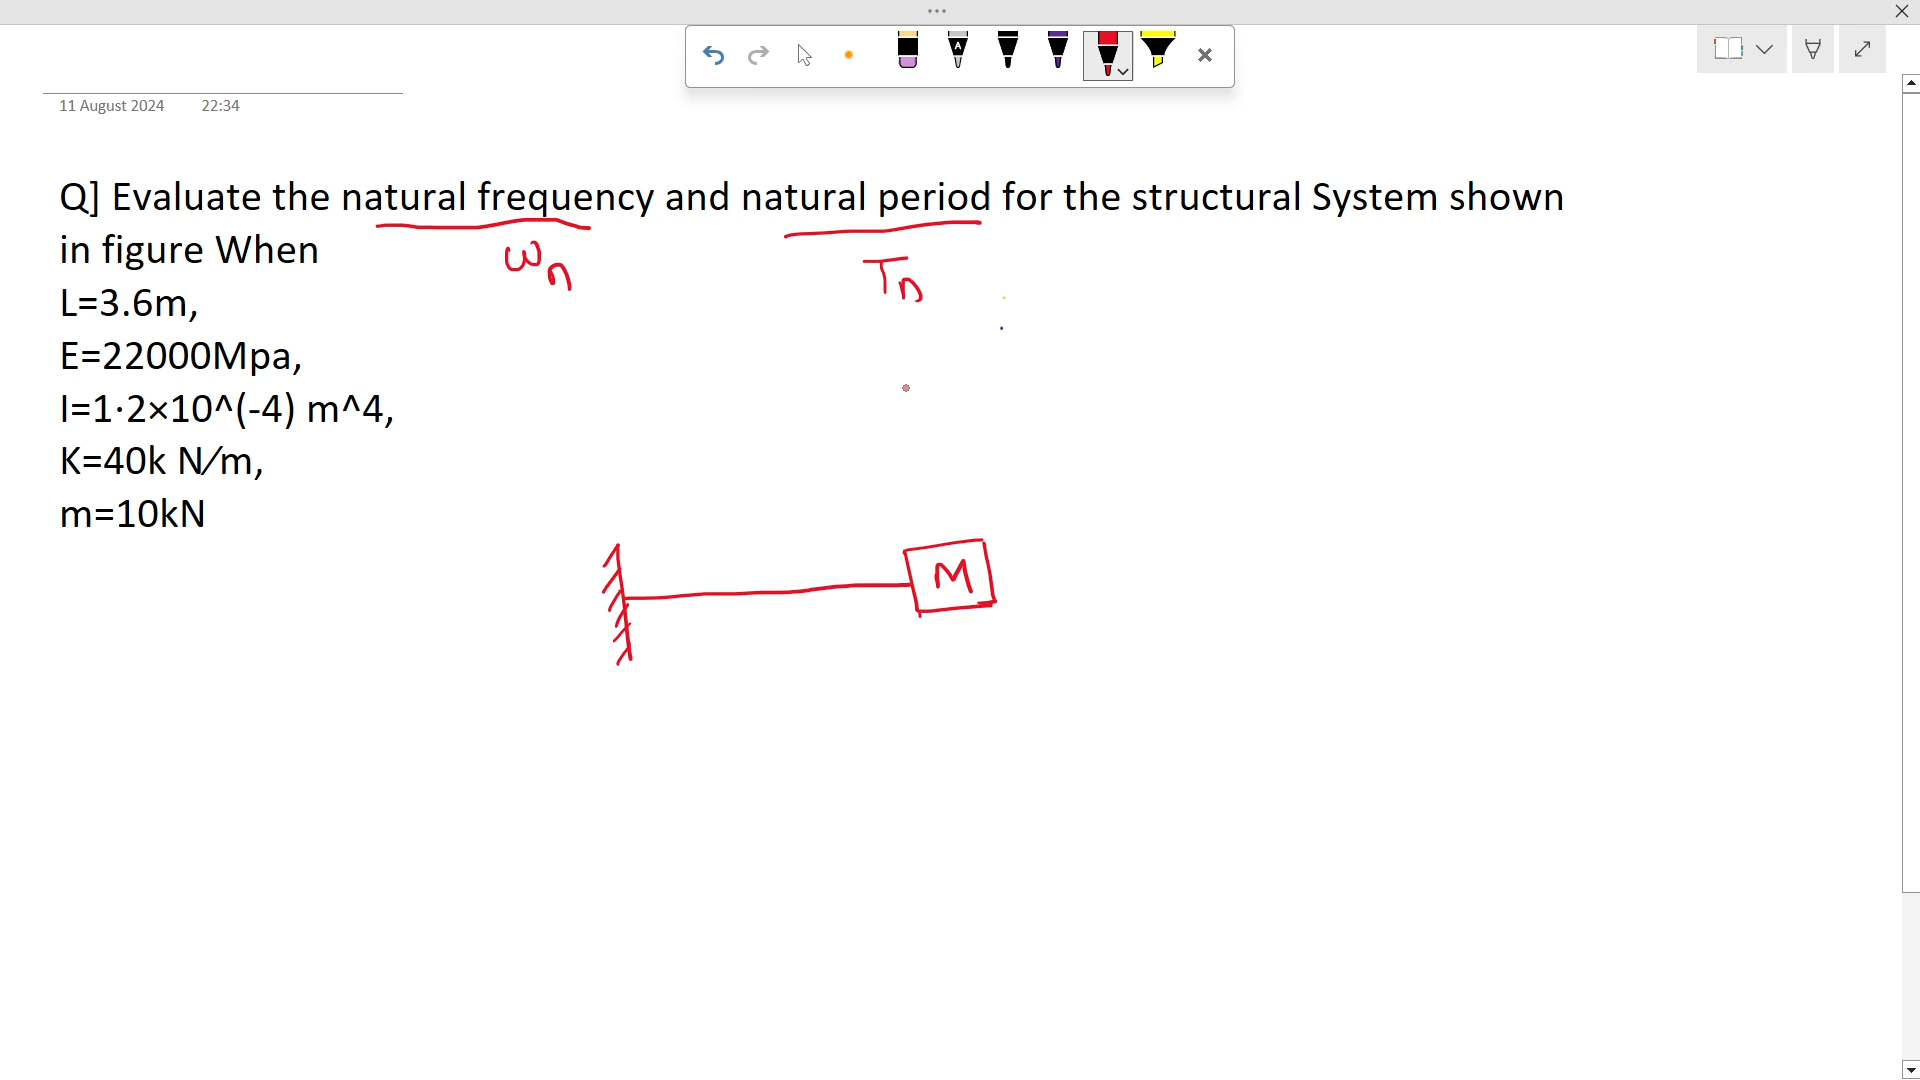 11 August 2024 22:34
Q] Evaluate the natural frequency and natural period for the structural System shown
in figure When
ωn Tn
L=3.6m,
E=22000Mpa,
I=1·2×10^(-4) m^4,
K=40k N/m,
m=10kN
M